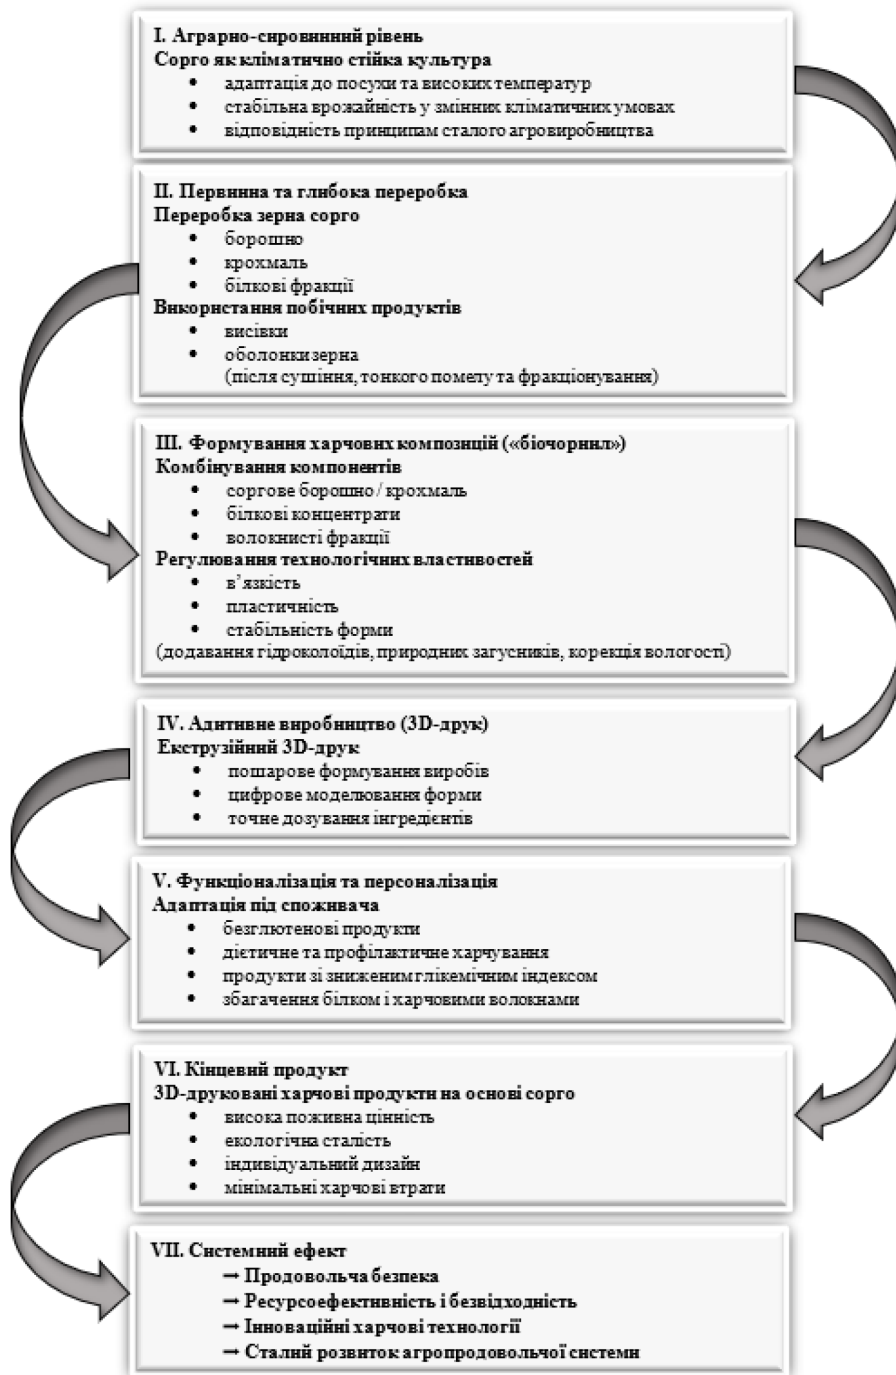 I. Аграрно-сировинний рівень
Сорго як кліматично стійка культура
• адаптація до посухи та високих температур
• стабільна врожайність у змінних кліматичних умовах
• відповідність принципам сталого агровиробництва
II. Первинна та глибока переробка
Переробка зерна сорго
• борошно
• крохмаль
• білкові фракції
Використання побічних продуктів
• висівки
• оболонки зерна
(після сушіння, тонкого помелу та фракціонування)
III. Формування харчових композицій («біочорнил»)
Комбінування компонентів
• соргове борошно / крохмаль
• білкові концентрати
• волокнисті фракції
Регулювання технологічних властивостей
• в’язкість
• пластичність
• стабільність форми
(додавання гідроколоїдів, природних загусників, корекція вологості)
IV. Адитивне виробництво (3D-друк)
Екструзійний 3D-друк
• пошарове формування виробів
• цифрове моделювання форми
• точне дозування інгредієнтів
V. Функціоналізація та персоналізація
Адаптація під споживача
• безглютенові продукти
• дієтичне та профілактичне харчування
• продукти зі зниженим глікемічним індексом
• збагачення білком і харчовими волокнами
VI. Кінцевий продукт
3D-друковані харчові продукти на основі сорго
• висока поживна цінність
• екологічна сталість
• індивідуальний дизайн
• мінімальні харчові втрати
VII. Системний ефект
→ Продовольча безпека
→ Ресурсоефективність і безвідходність
→ Інноваційні харчові технології
→ Сталий розвиток агропродовольчої системи